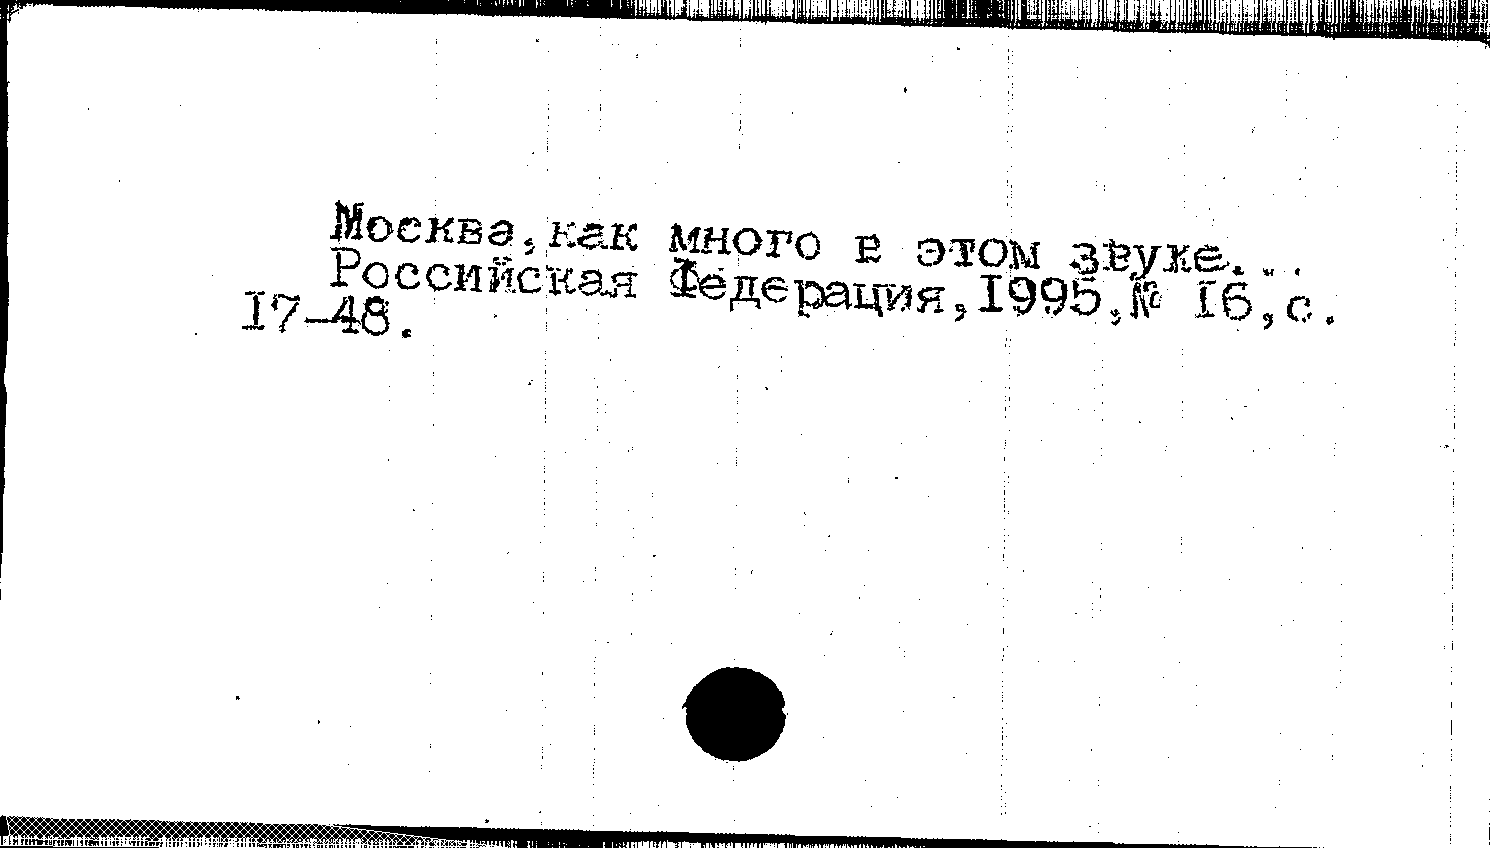 Москва,как много в этом звуке...
Российская Федерация,1995,№ 16,с.
17-48.